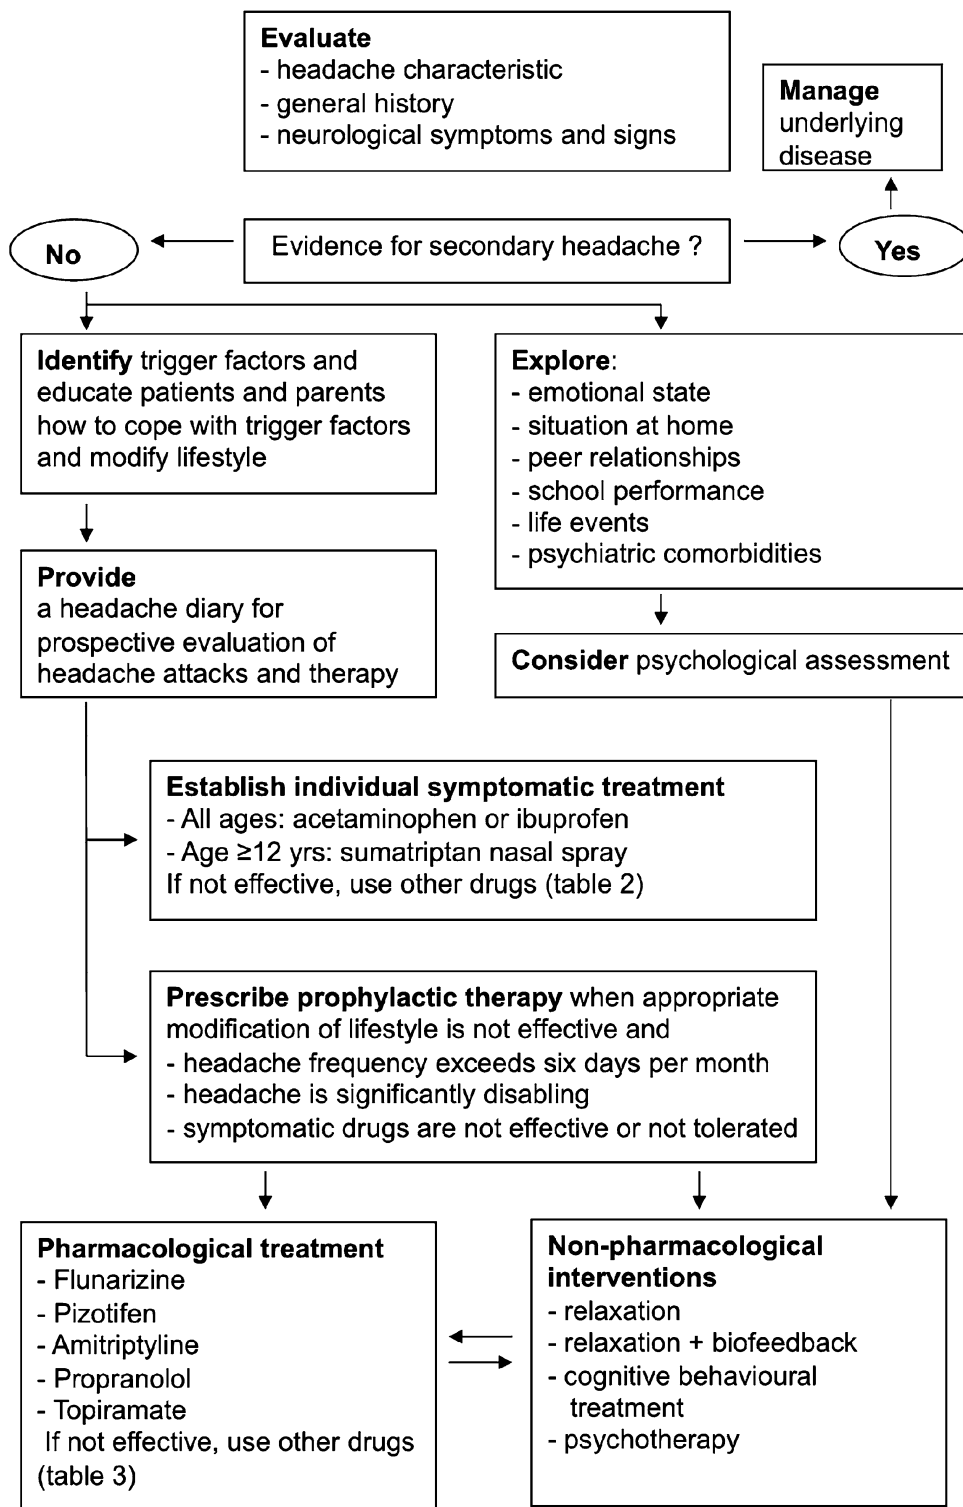 Evaluate
- headache characteristic
- general history
- neurological symptoms and signs
Manage
underlying
disease
No
Evidence for secondary headache ?
Yes
Identify trigger factors and
educate patients and parents
how to cope with trigger factors
and modify lifestyle
Explore:
- emotional state
- situation at home
- peer relationships
- school performance
- life events
- psychiatric comorbidities
Provide
a headache diary for
prospective evaluation of
headache attacks and therapy
Consider psychological assessment
Establish individual symptomatic treatment
- All ages: acetaminophen or ibuprofen
- Age ≥12 yrs: sumatriptan nasal spray
If not effective, use other drugs (table 2)
Prescribe prophylactic therapy when appropriate
modification of lifestyle is not effective and
- headache frequency exceeds six days per month
- headache is significantly disabling
- symptomatic drugs are not effective or not tolerated
Pharmacological treatment
- Flunarizine
- Pizotifen
- Amitriptyline
- Propranolol
- Topiramate
If not effective, use other drugs
(table 3)
Non-pharmacological
interventions
- relaxation
- relaxation + biofeedback
- cognitive behavioural
treatment
- psychotherapy